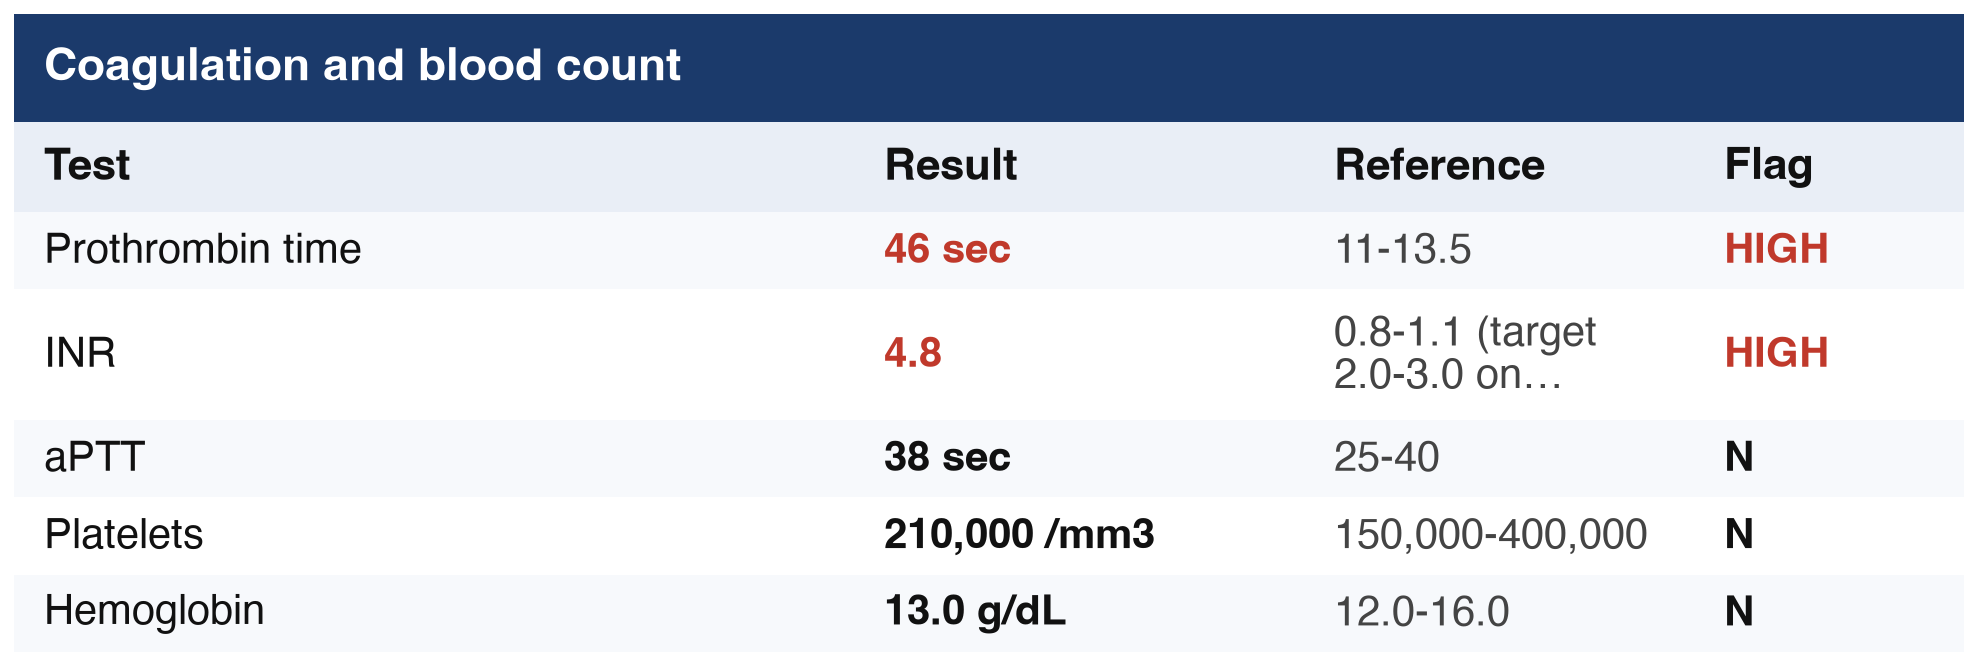 Coagulation and blood count
Test Result Reference Flag
Prothrombin time 46 sec 11-13.5 HIGH
INR 4.8 0.8-1.1 (target HIGH
2.0-3.0 on…
aPTT 38 sec 25-40 N
Platelets 210,000 /mm3 150,000-400,000 N
Hemoglobin 13.0 g/dL 12.0-16.0 N